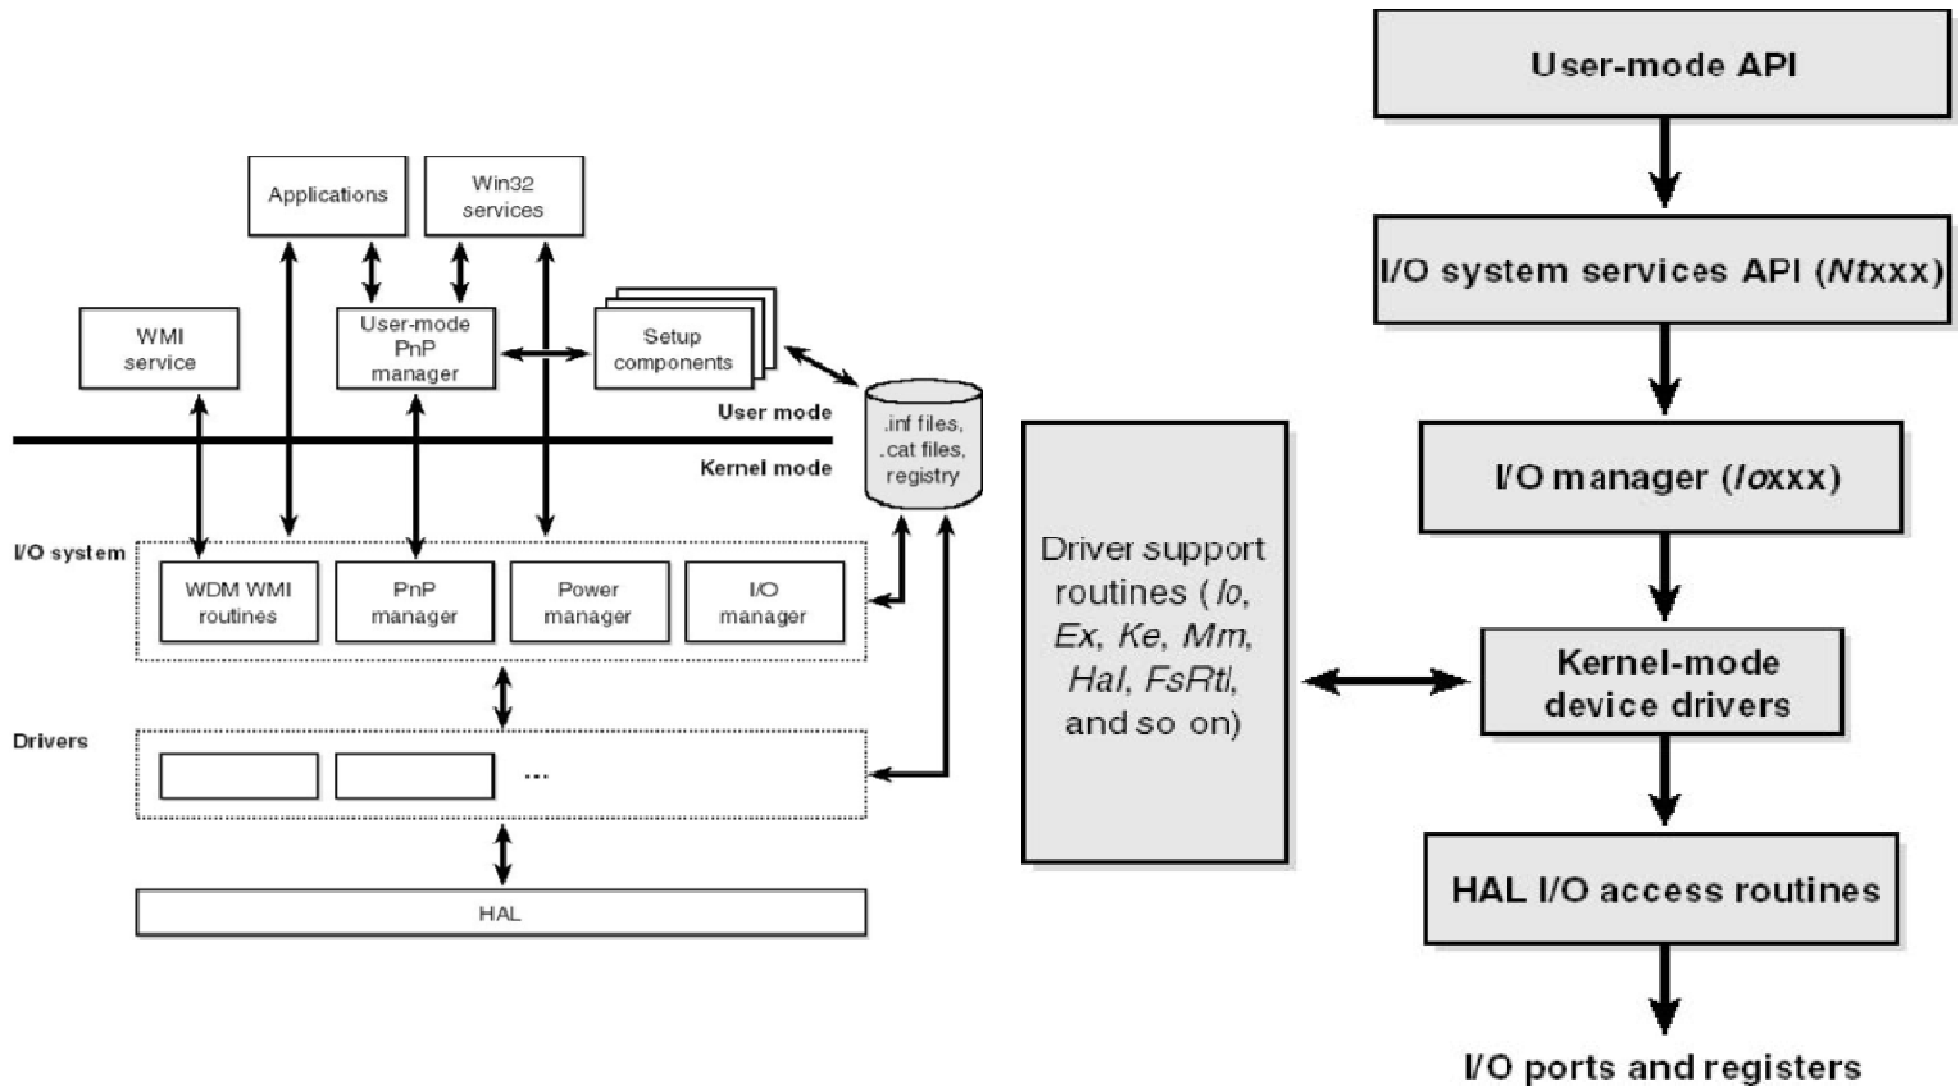 Applications
Win32
services
WMI
service
User-mode
PnP
manager
Setup
components
User mode
Kernel mode
.inf files,
.cat files,
registry
I/O system
WDM WMI
routines
PnP
manager
Power
manager
I/O
manager
Drivers
...
HAL
User-mode API
I/O system services API (Ntxxx)
I/O manager (Ioxxx)
Driver support
routines (Io,
Ex, Ke, Mm,
Hal, FsRtl,
and so on)
Kernel-mode
device drivers
HAL I/O access routines
I/O ports and registers